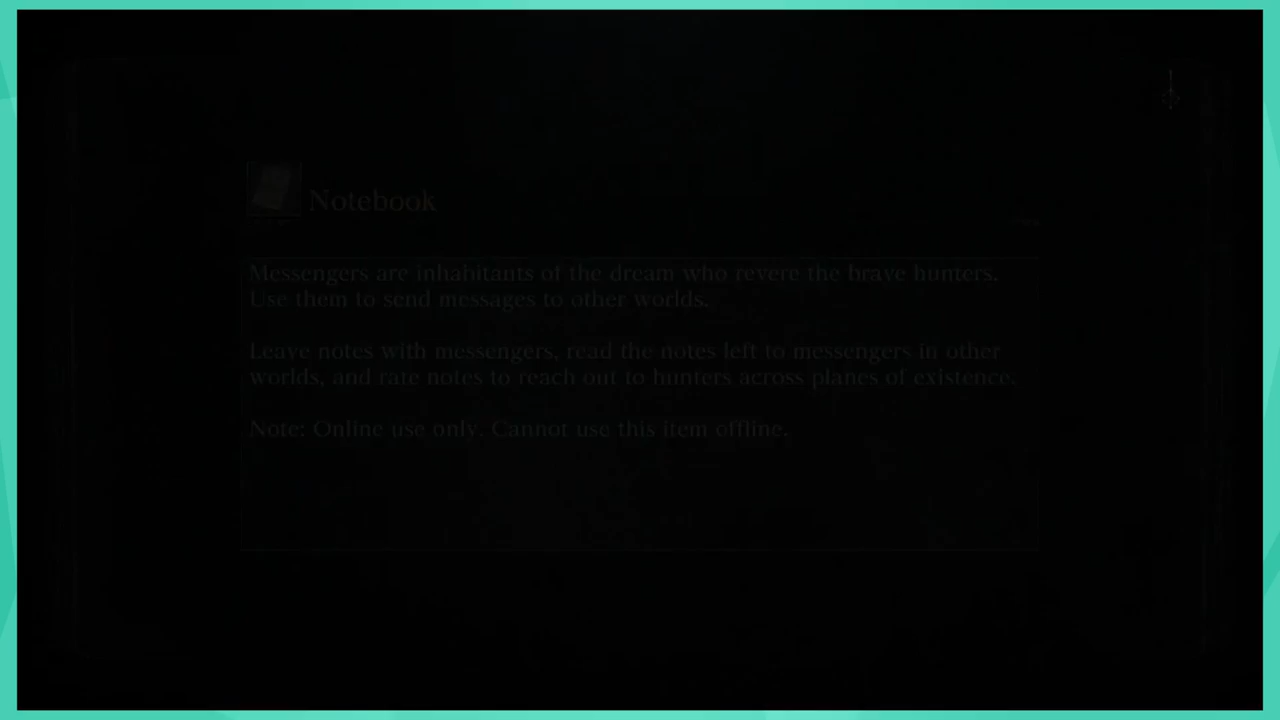 Notebook
Messengers are inhabitants of the dream who revere the brave hunters.
Use them to send messages to other worlds.
Leave notes with messengers, read the notes left to messengers in other
worlds, and rate notes to reach out to hunters across planes of existence.
Note: Online use only. Cannot use this item offline.